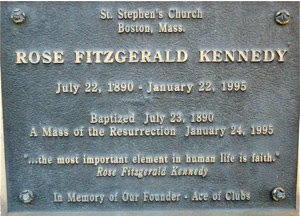 St. Stephen's Church
Boston, Mass.
ROSE FITZGERALD KENNEDY
July 22, 1890 - January 22, 1995
Baptized July 23, 1890
A Mass of the Resurrection January 24, 1995
"...the most important element in human life is faith."
Rose Fitzgerald Kennedy
In Memory of Our Founder - Ace of Clubs